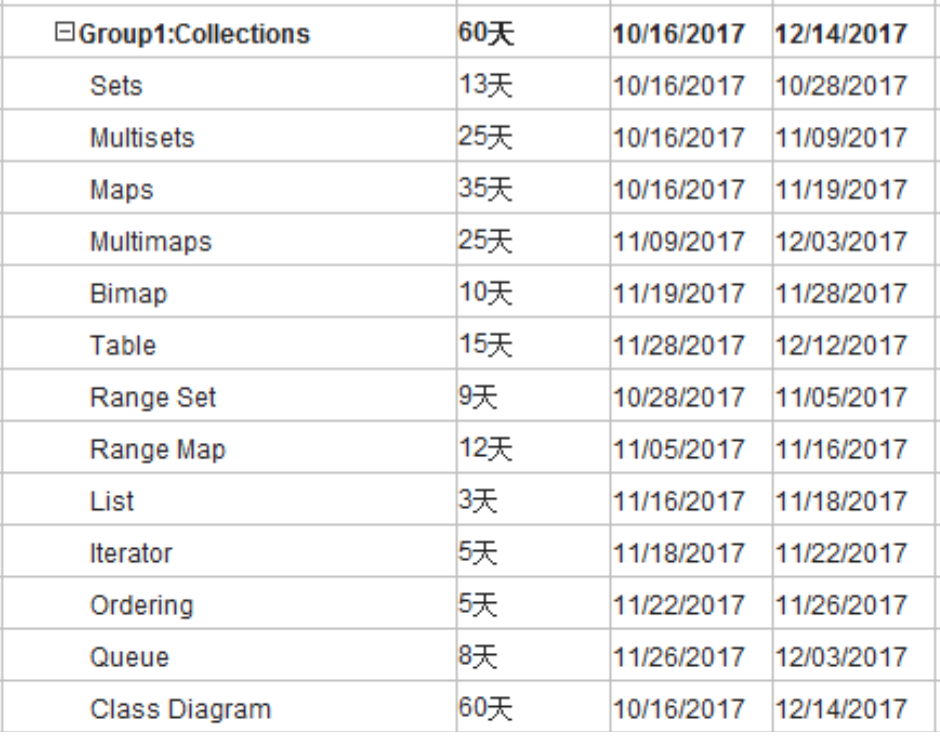 Group1:Collections 60天 10/16/2017 12/14/2017
Sets 13天 10/16/2017 10/28/2017
Multisets 25天 10/16/2017 11/09/2017
Maps 35天 10/16/2017 11/19/2017
Multimaps 25天 11/09/2017 12/03/2017
Bimap 10天 11/19/2017 11/28/2017
Table 15天 11/28/2017 12/12/2017
Range Set 9天 10/28/2017 11/05/2017
Range Map 12天 11/05/2017 11/16/2017
List 3天 11/16/2017 11/18/2017
Iterator 5天 11/18/2017 11/22/2017
Ordering 5天 11/22/2017 11/26/2017
Queue 8天 11/26/2017 12/03/2017
Class Diagram 60天 10/16/2017 12/14/2017